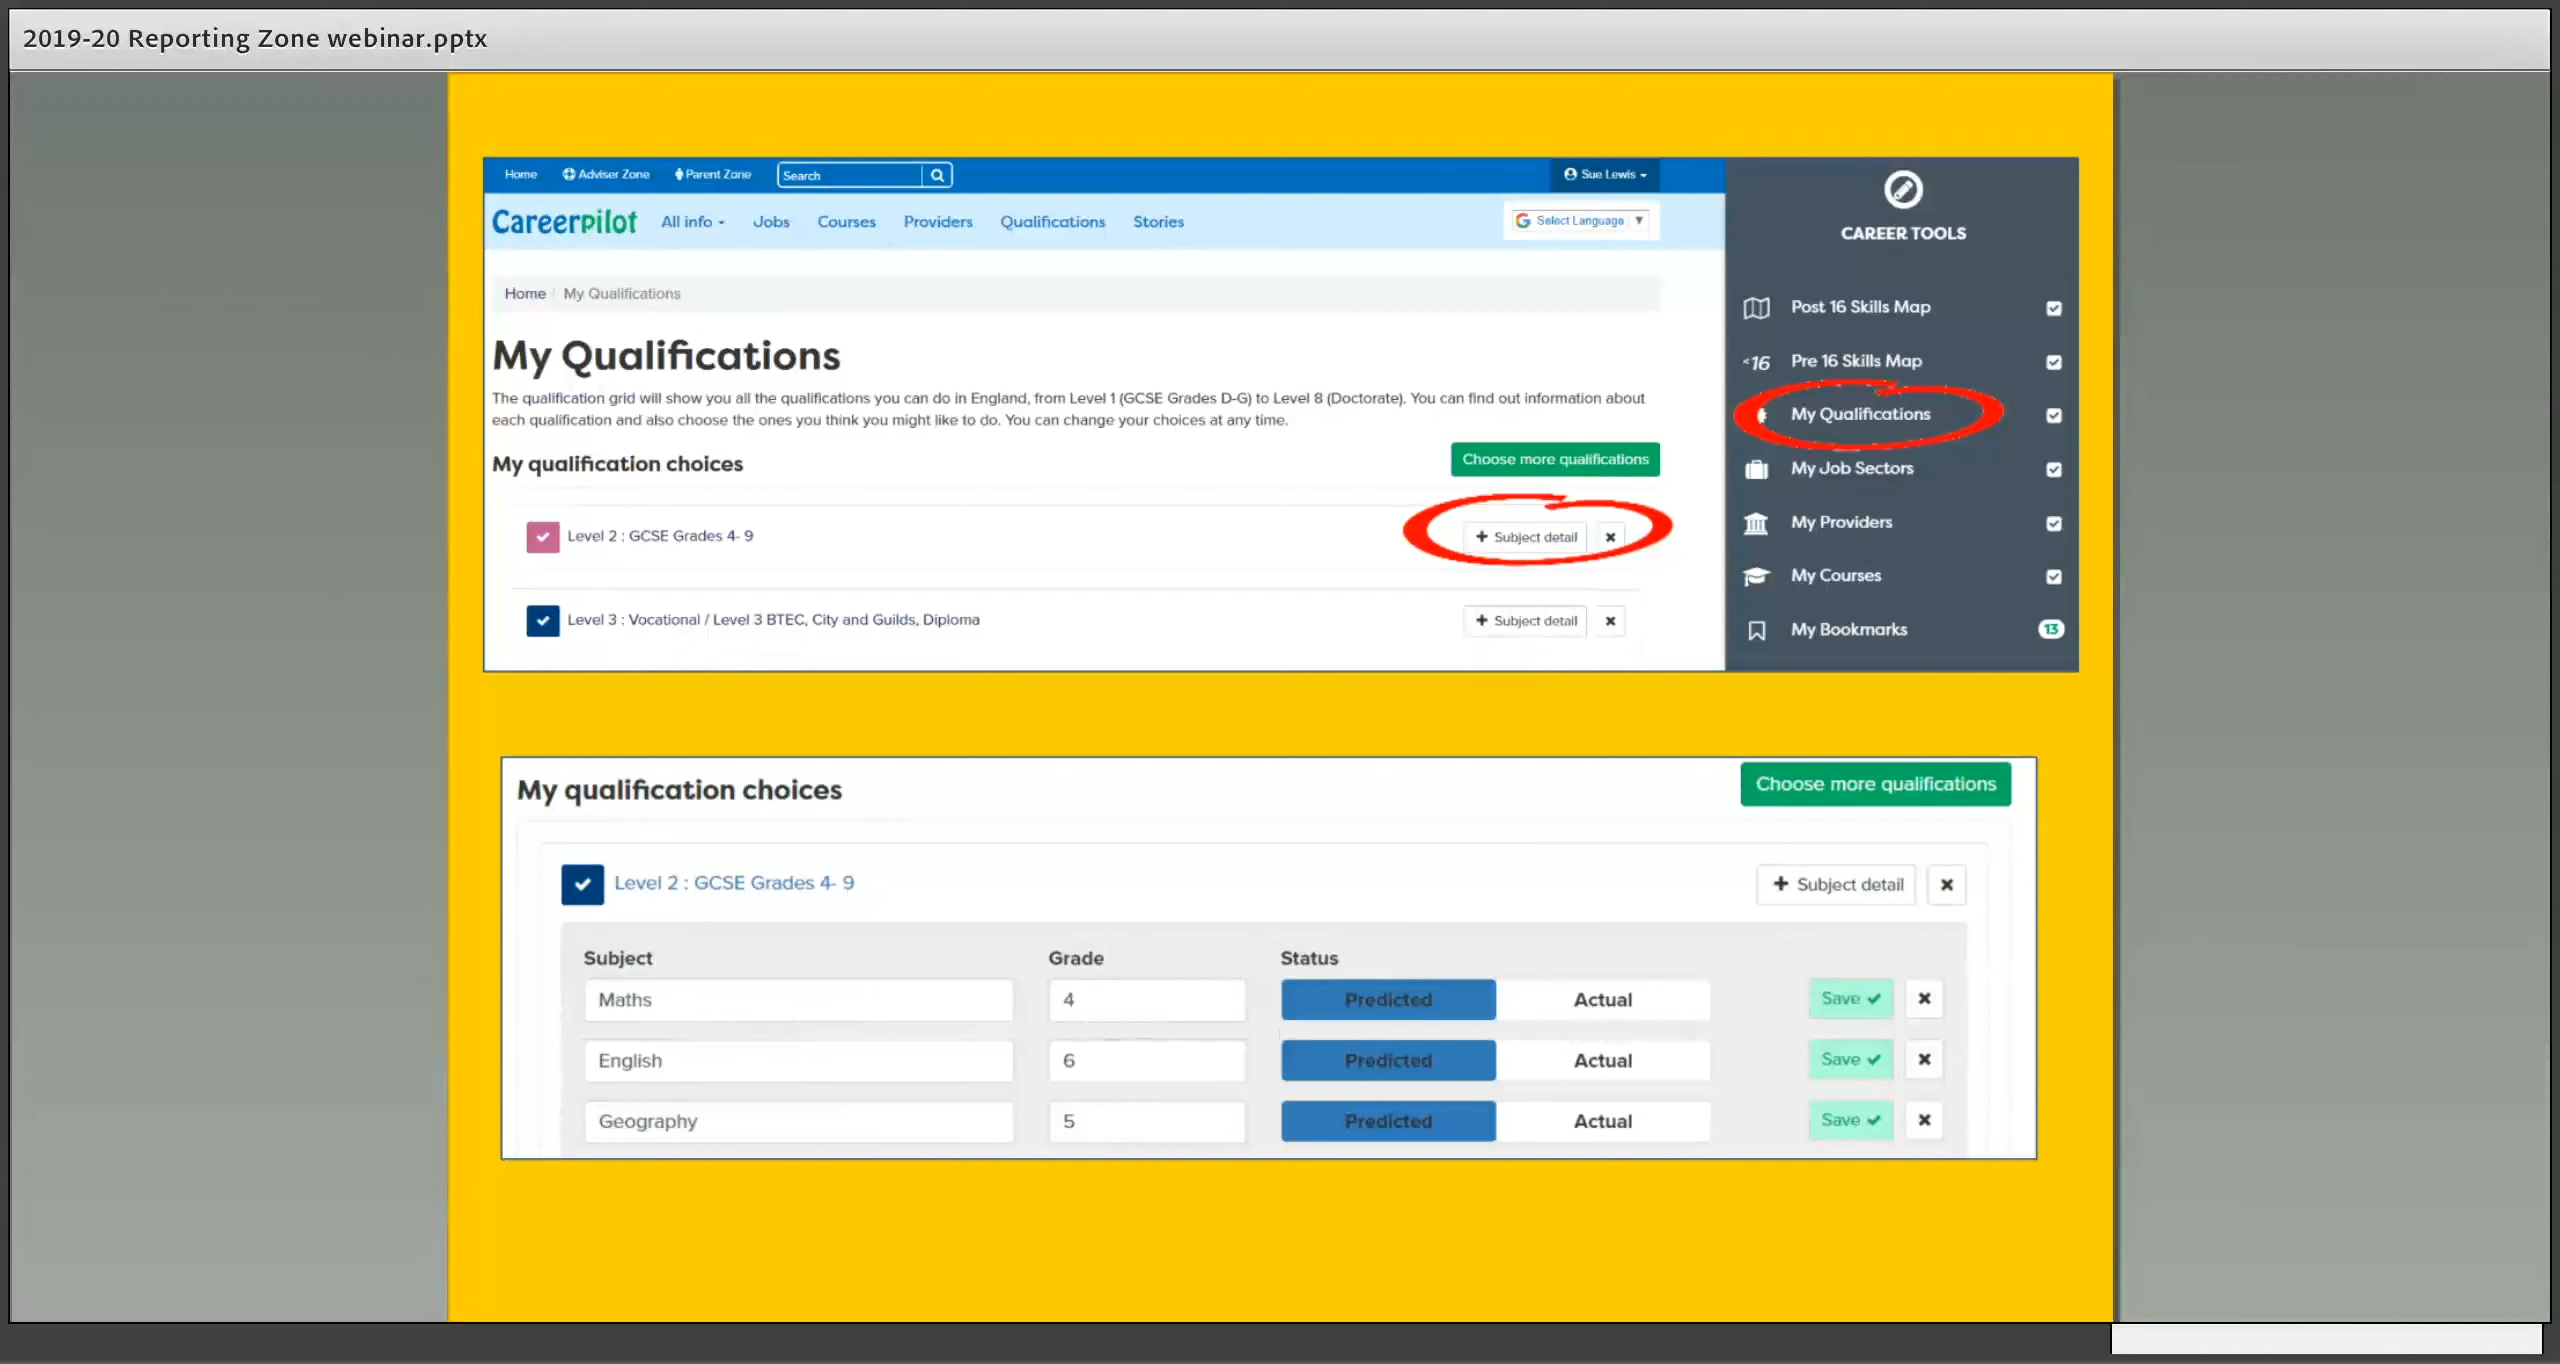 2019-20 Reporting Zone webinar.pptx
Home Adviser Zone Parent Zone Search Sue Lewis
Careerpilot All info Jobs Courses Providers Qualifications Stories Select Language
Home / My Qualifications
My Qualifications
The qualification grid will show you all the qualifications you can do in England, from Level 1 (GCSE Grades D-G) to Level 8 (Doctorate). You can find out information about
each qualification and also choose the ones you think you might like to do. You can change your choices at any time.
My qualification choices Choose more qualifications
Level 2 : GCSE Grades 4- 9 + Subject detail
Level 3 : Vocational / Level 3 BTEC, City and Guilds, Diploma + Subject detail
CAREER TOOLS
Post 16 Skills Map
<16 Pre 16 Skills Map
My Qualifications
My Job Sectors
My Providers
My Courses
My Bookmarks 13
My qualification choices Choose more qualifications
Level 2 : GCSE Grades 4- 9 + Subject detail
Subject Grade Status
Maths 4 Predicted Actual Save
English 6 Predicted Actual Save
Geography 5 Predicted Actual Save